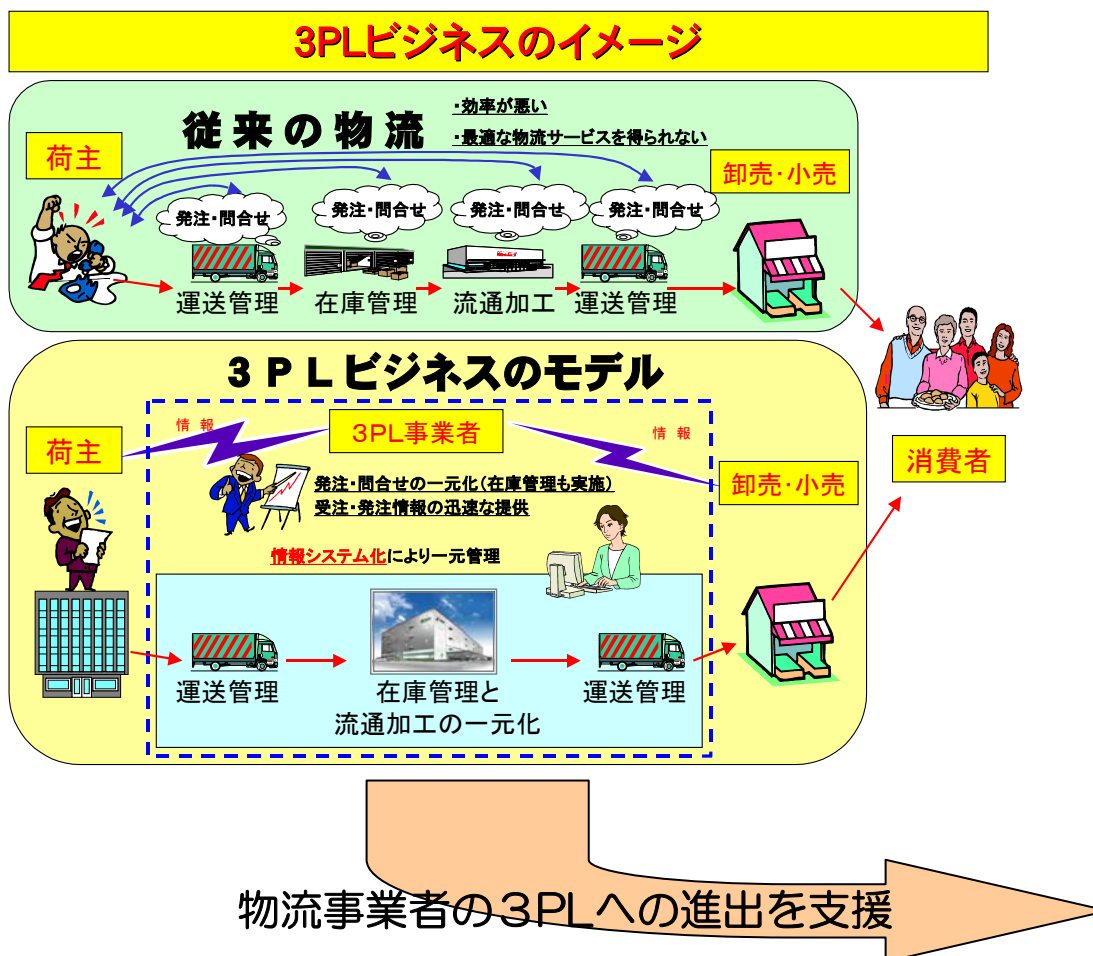 3PLビジネスのイメージ
従来の物流
・効率が悪い
・最適な物流サービスを得られない
荷主
卸売・小売
発注・問合せ
発注・問合せ
発注・問合せ
発注・問合せ
運送管理
在庫管理
流通加工
運送管理
3PLビジネスのモデル
情 報
3PL事業者
情 報
荷主
消費者
卸売・小売
発注・問合せの一元化(在庫管理も実施)
受注・発注情報の迅速な提供
情報システム化により一元管理
運送管理
在庫管理と
流通加工の一元化
運送管理
物流事業者の3PLへの進出を支援